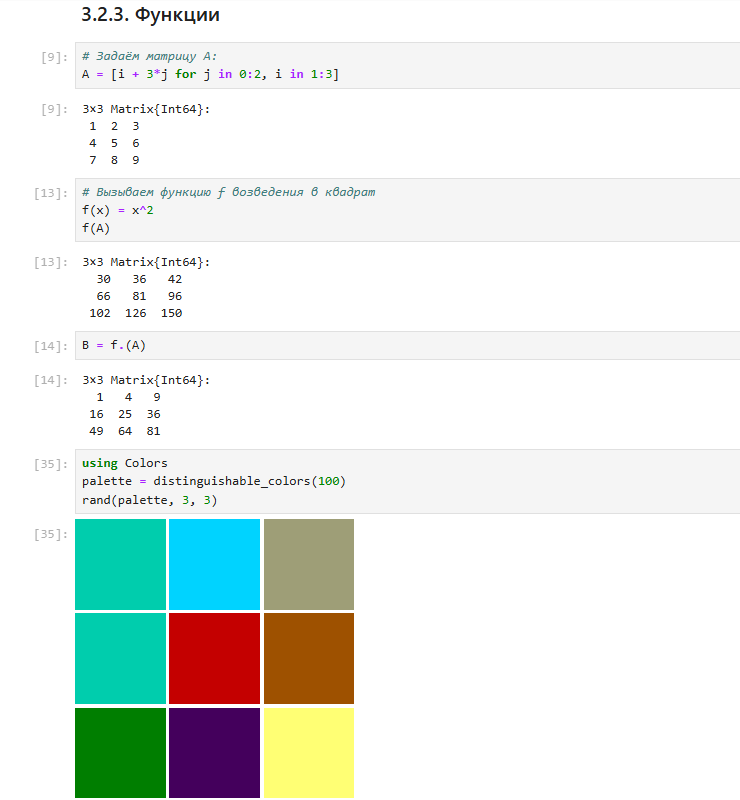 3.2.3. Функции
[9]: # Задаём матрицу A:
A = [i + 3*j for j in 0:2, i in 1:3]
[9]: 3×3 Matrix{Int64}:
1 2 3
4 5 6
7 8 9
[13]: # Вызываем функцию f возведения в квадрат
f(x) = x^2
f(A)
[13]: 3×3 Matrix{Int64}:
30 36 42
66 81 96
102 126 150
[14]: B = f.(A)
[14]: 3×3 Matrix{Int64}:
1 4 9
16 25 36
49 64 81
[35]: using Colors
palette = distinguishable_colors(100)
rand(palette, 3, 3)
[35]: